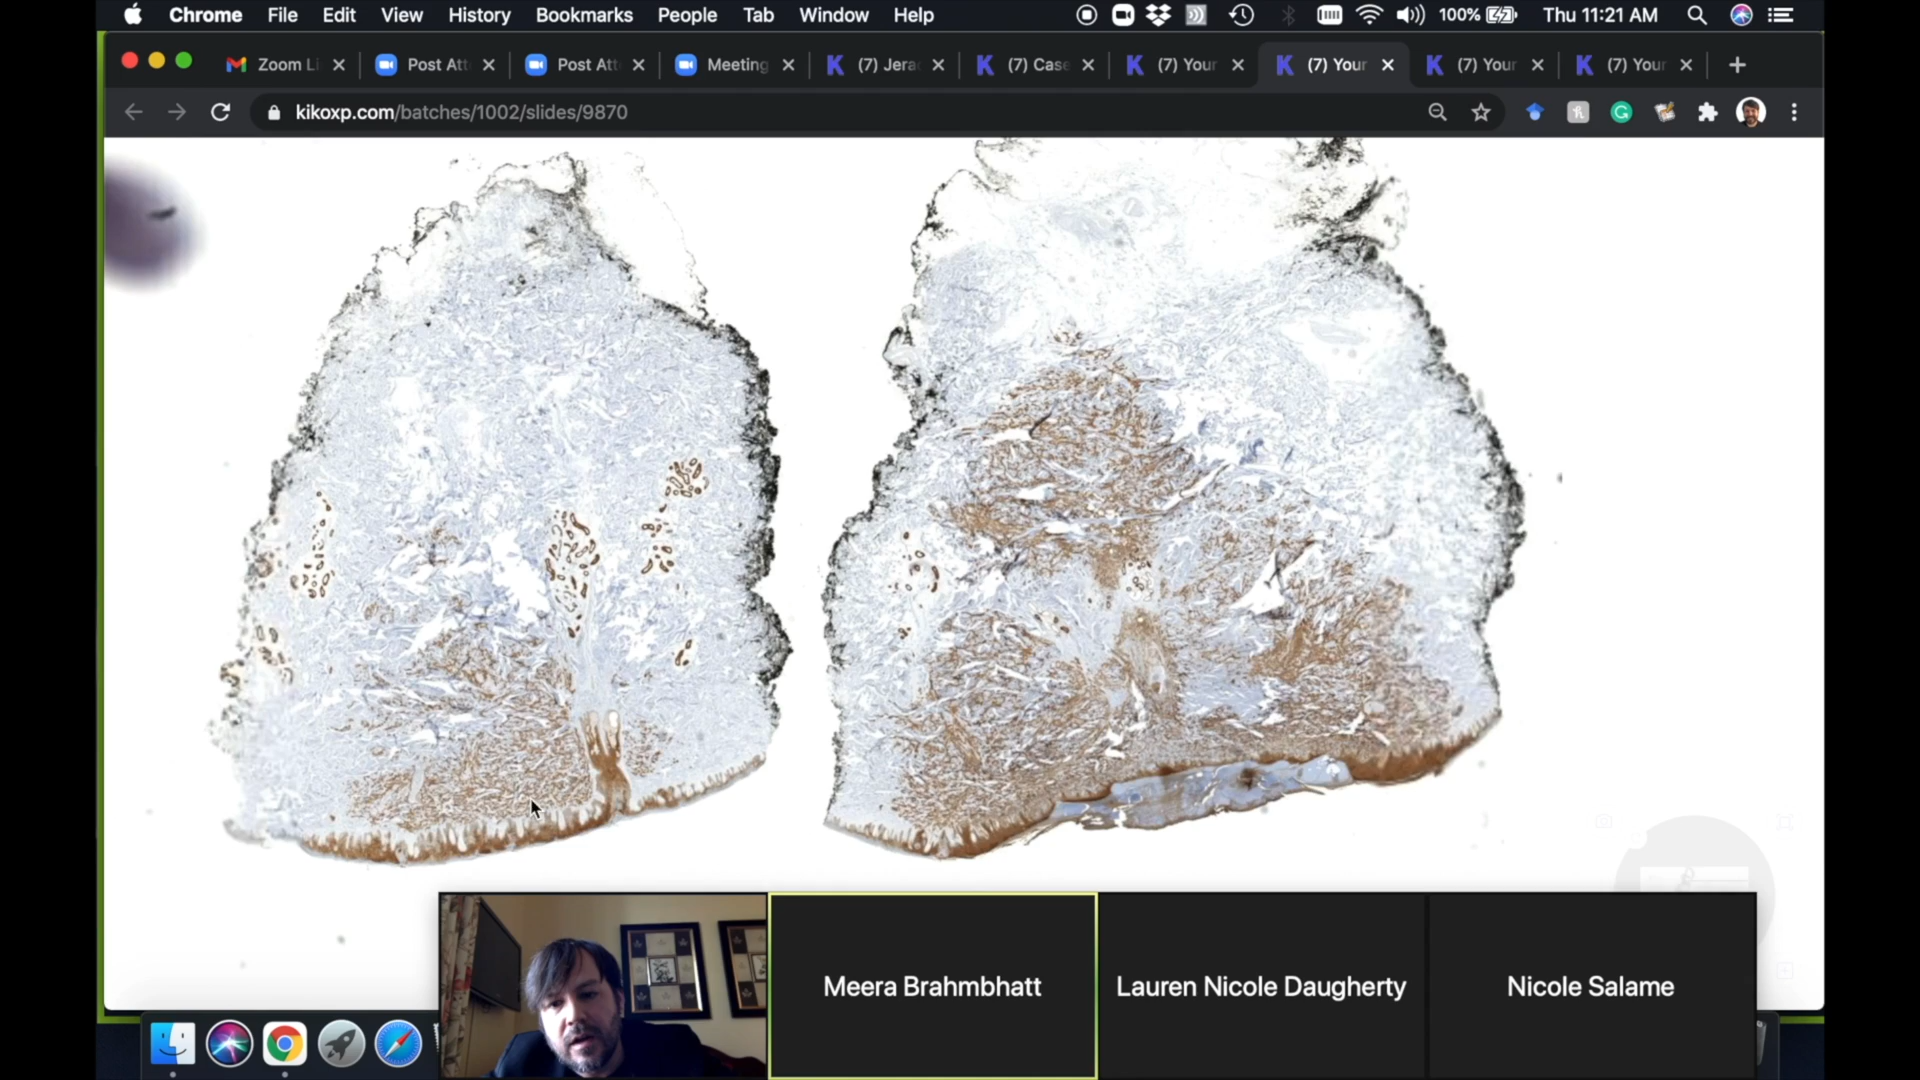 Chrome File Edit View History Bookmarks People Tab Window Help 100% Thu 11:21 AM
Zoom Li Post Att Post Att Meeting (7) Jera (7) Case (7) Your (7) Your (7) Your (7) Your
kikoxp.com/batches/1002/slides/9870
Meera Brahmbhatt Lauren Nicole Daugherty Nicole Salame